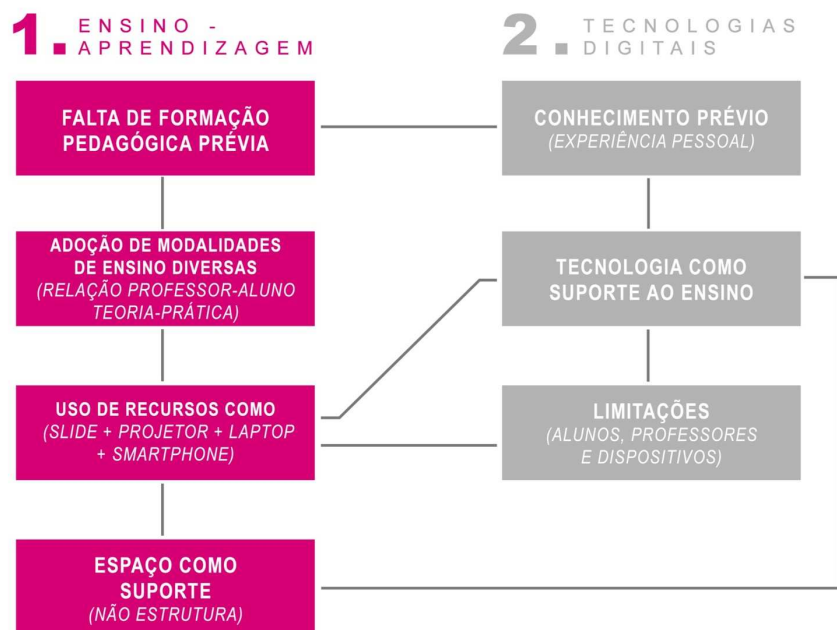 1. ENSINO -
APRENDIZAGEM
FALTA DE FORMAÇÃO
PEDAGÓGICA PRÉVIA
ADOÇÃO DE MODALIDADES
DE ENSINO DIVERSAS
(RELAÇÃO PROFESSOR-ALUNO
TEORIA-PRÁTICA)
USO DE RECURSOS COMO
(SLIDE + PROJETOR + LAPTOP
+ SMARTPHONE)
ESPAÇO COMO
SUPORTE
(NÃO ESTRUTURA)
2. TECNOLOGIAS
DIGITAIS
CONHECIMENTO PRÉVIO
(EXPERIÊNCIA PESSOAL)
TECNOLOGIA COMO
SUPORTE AO ENSINO
LIMITAÇÕES
(ALUNOS, PROFESSORES
E DISPOSITIVOS)